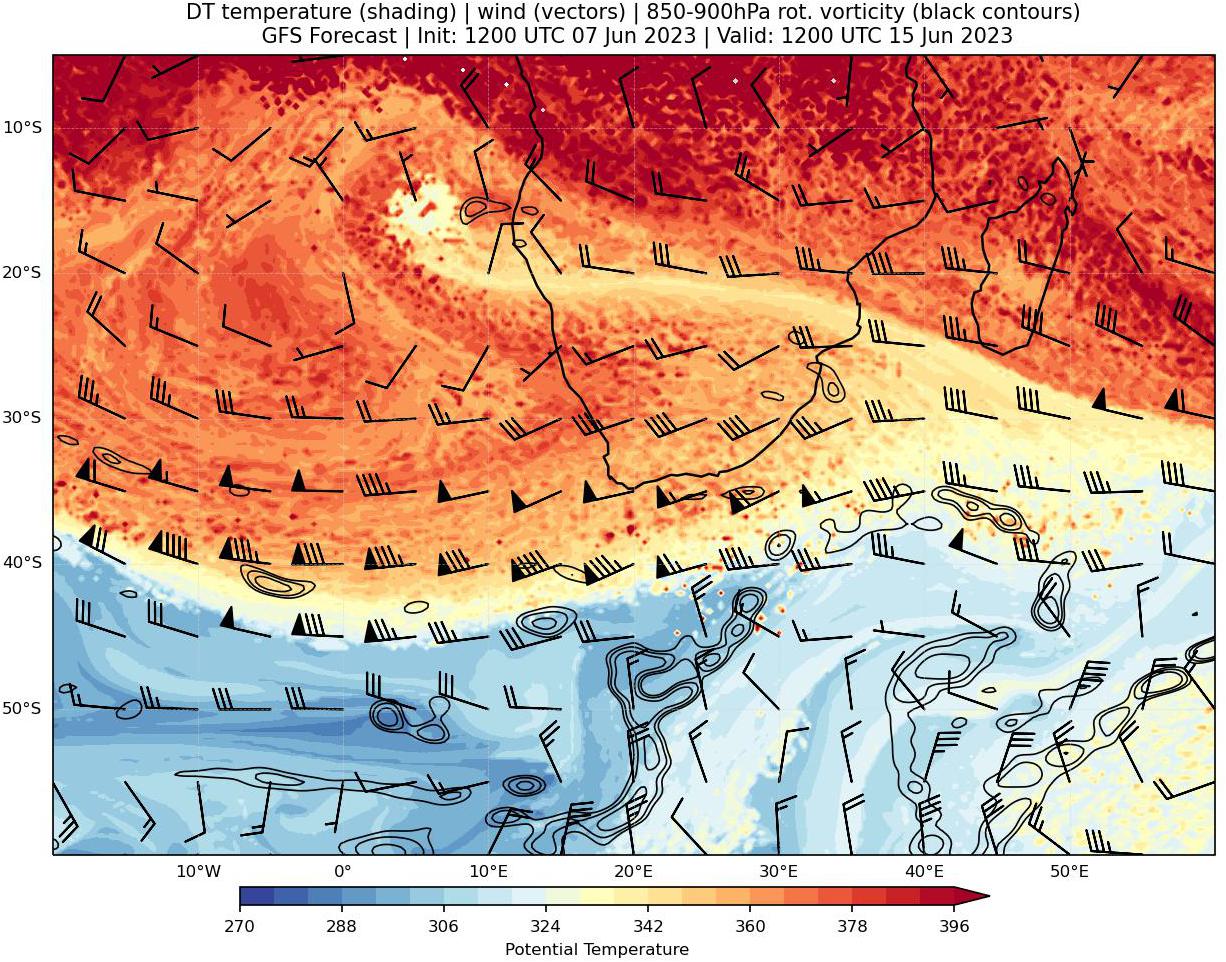 DT temperature (shading) | wind (vectors) | 850-900hPa rot. vorticity (black contours)
GFS Forecast | Init: 1200 UTC 07 Jun 2023 | Valid: 1200 UTC 15 Jun 2023
10°S
20°S
30°S
40°S
50°S
10°W 0° 10°E 20°E 30°E 40°E 50°E
270 288 306 324 342 360 378 396
Potential Temperature